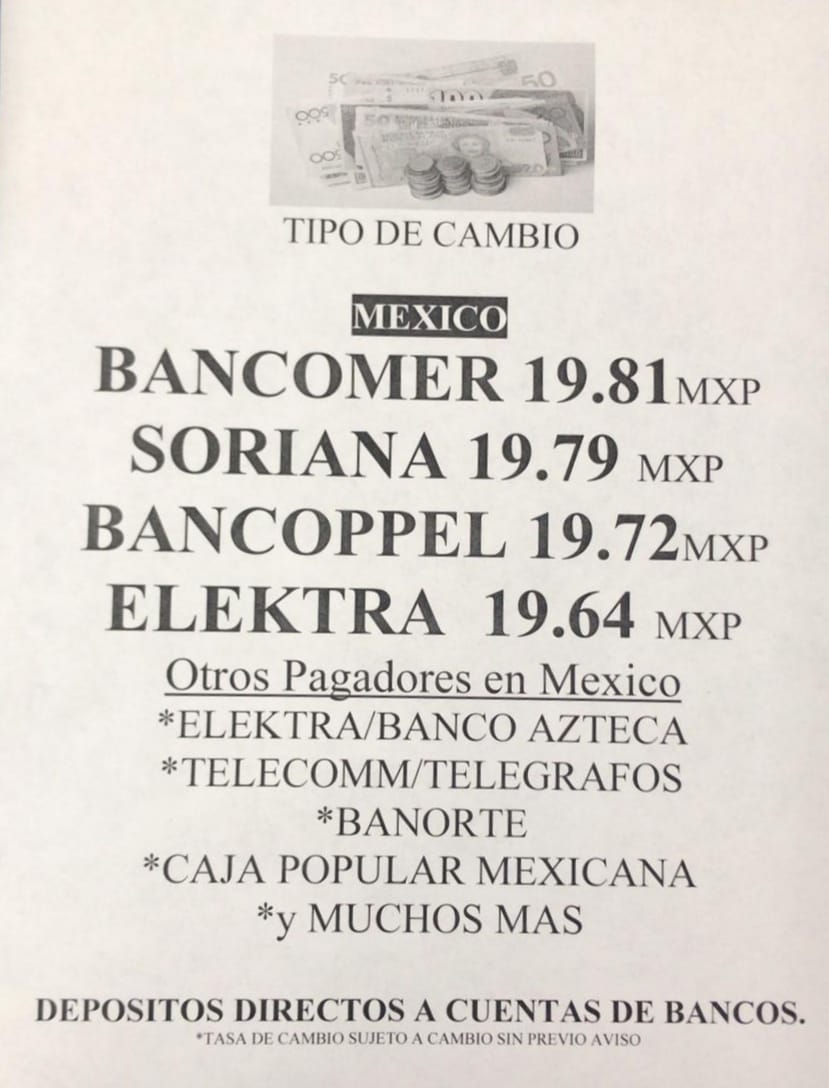 TIPO DE CAMBIO
MEXICO
BANCOMER 19.81MXP
SORIANA 19.79 MXP
BANCOPPEL 19.72MXP
ELEKTRA 19.64 MXP
Otros Pagadores en Mexico
*ELEKTRA/BANCO AZTECA
*TELECOMM/TELEGRAFOS
*BANORTE
*CAJA POPULAR MEXICANA
*y MUCHOS MAS
DEPOSITOS DIRECTOS A CUENTAS DE BANCOS.
*TASA DE CAMBIO SUJETO A CAMBIO SIN PREVIO AVISO